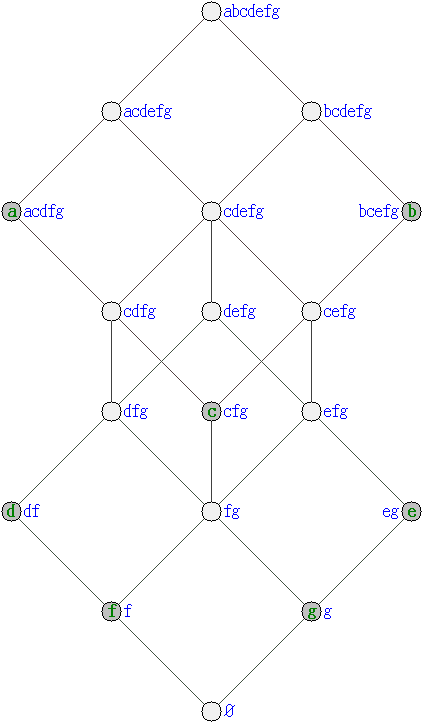 abcdefg
acdefg bcdefg
a acdfg cdefg bcefg b
cdfg defg cefg
dfg c cfg efg
d df fg eg e
f f g g
∅